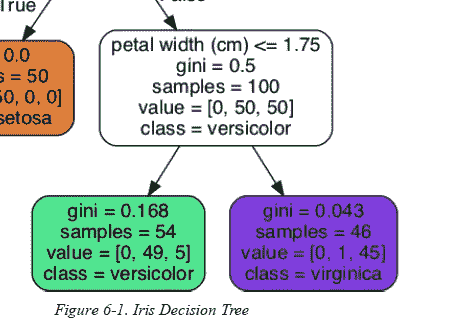 True
0.0
s = 50
50, 0, 0]
setosa
petal width (cm) <= 1.75
gini = 0.5
samples = 100
value = [0, 50, 50]
class = versicolor
gini = 0.168
samples = 54
value = [0, 49, 5]
class = versicolor
gini = 0.043
samples = 46
value = [0, 1, 45]
class = virginica
Figure 6-1. Iris Decision Tree